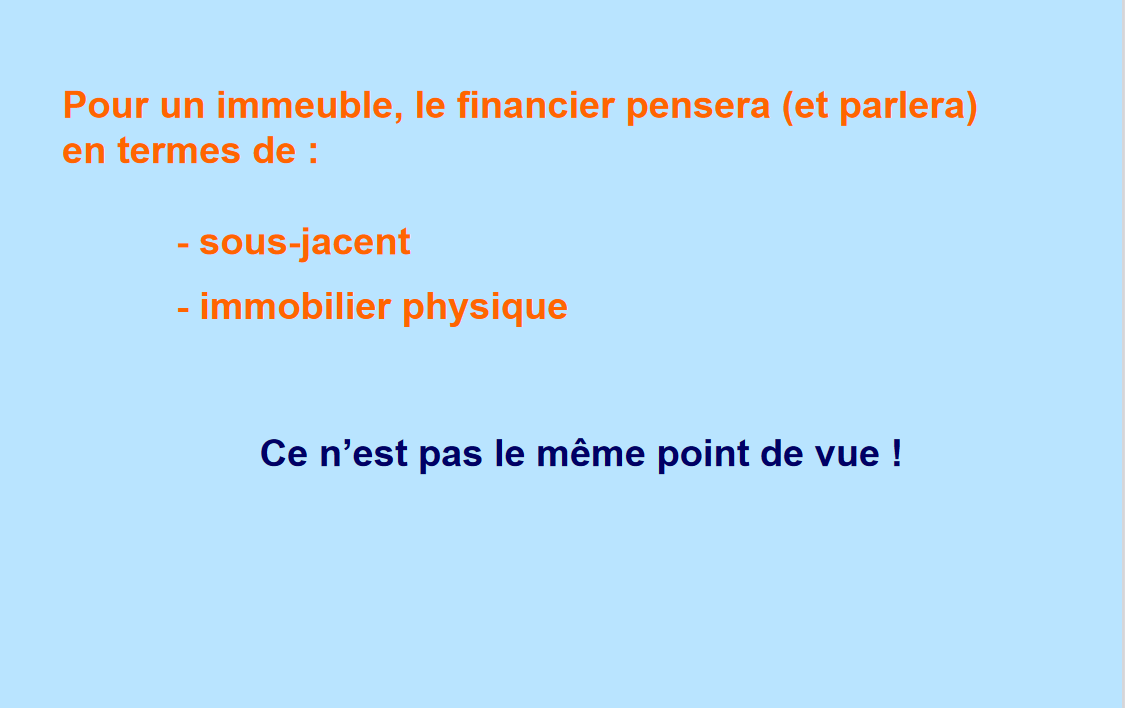 Pour un immeuble, le financier pensera (et parlera)
en termes de :
- sous-jacent
- immobilier physique
Ce n’est pas le même point de vue !